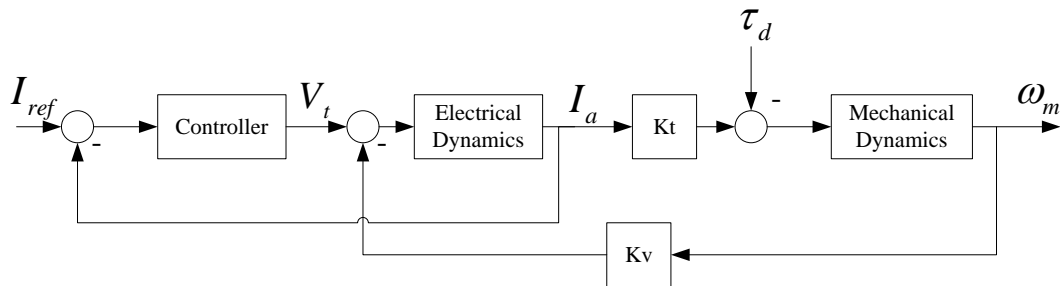 I_ref
-
Controller
V_t
-
Electrical
Dynamics
I_a
Kt
τ_d
-
Mechanical
Dynamics
ω_m
Kv